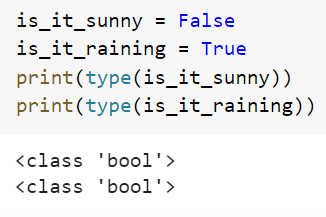 is_it_sunny = False
is_it_raining = True
print(type(is_it_sunny))
print(type(is_it_raining))
<class 'bool'>
<class 'bool'>